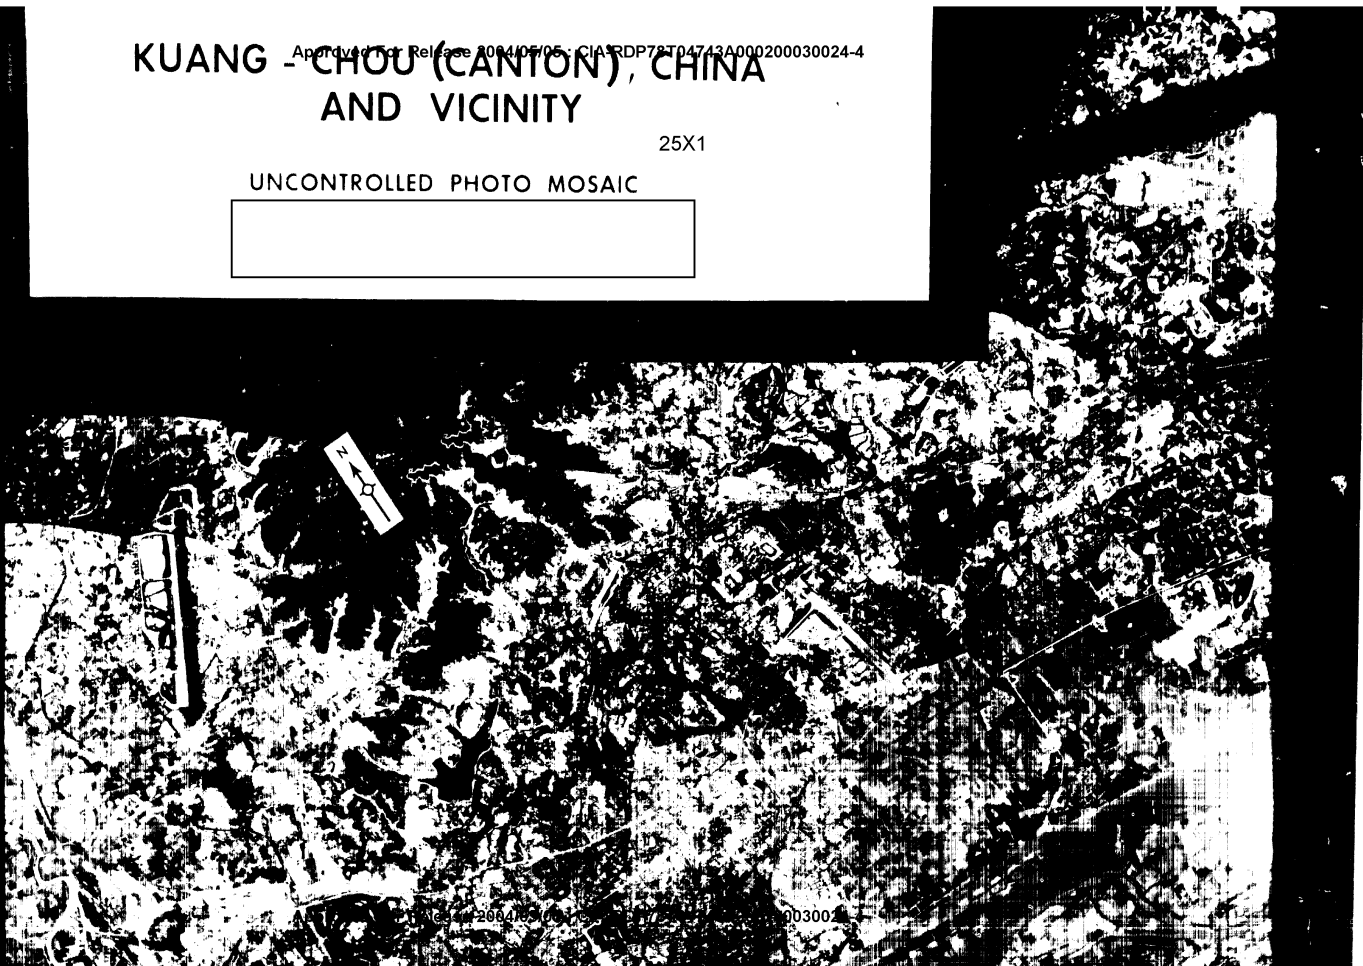 Approved For Release 2004/05/05 : CIA-RDP78T04743A000200030024-4
KUANG - CHOU (CANTON), CHINA
AND VICINITY
25X1
UNCONTROLLED PHOTO MOSAIC
N